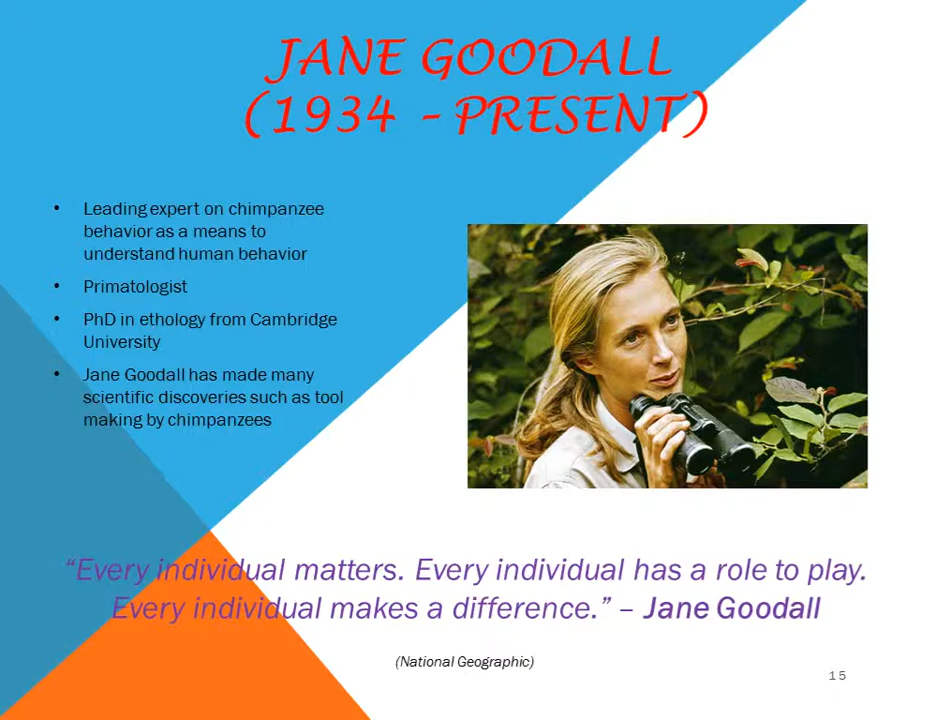 JANE GOODALL
(1934 – PRESENT)
• Leading expert on chimpanzee
behavior as a means to
understand human behavior
• Primatologist
• PhD in ethology from Cambridge
University
• Jane Goodall has made many
scientific discoveries such as tool
making by chimpanzees
“Every individual matters. Every individual has a role to play.
Every individual makes a difference.” – Jane Goodall
(National Geographic)
15